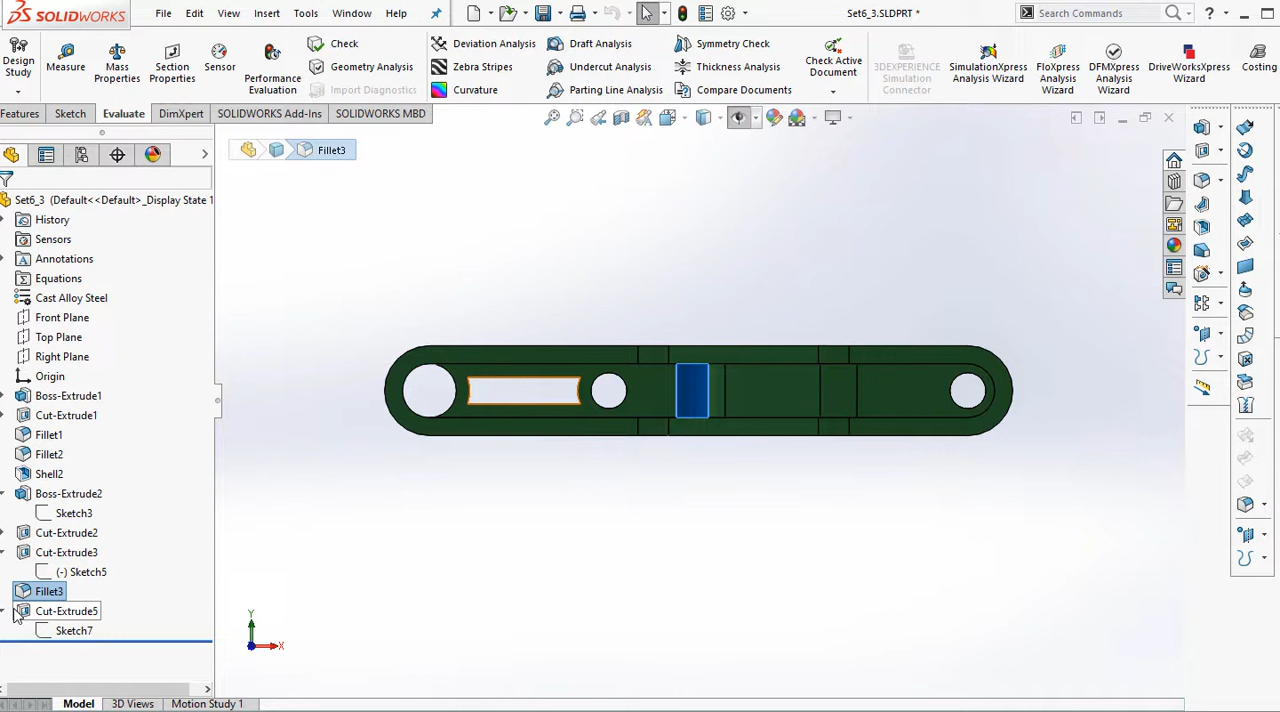 SOLIDWORKS File Edit View Insert Tools Window Help Set6_3.SLDPRT * Search Commands ?
Design Study
Measure
Mass Properties
Section Properties
Sensor
Performance Evaluation
Check
Geometry Analysis
Import Diagnostics
Deviation Analysis
Zebra Stripes
Curvature
Draft Analysis
Undercut Analysis
Parting Line Analysis
Symmetry Check
Thickness Analysis
Compare Documents
Check Active Document
3DEXPERIENCE Simulation Connector
SimulationXpress Analysis Wizard
FloXpress Analysis Wizard
DFMXpress Analysis Wizard
DriveWorksXpress Wizard
Costing
Features Sketch Evaluate DimXpert SOLIDWORKS Add-Ins SOLIDWORKS MBD
Fillet3
Set6_3 (Default<<Default>_Display State 1
History
Sensors
Annotations
Equations
Cast Alloy Steel
Front Plane
Top Plane
Right Plane
Origin
Boss-Extrude1
Cut-Extrude1
Fillet1
Fillet2
Shell2
Boss-Extrude2
Sketch3
Cut-Extrude2
Cut-Extrude3
(-) Sketch5
Fillet3
Cut-Extrude5
Sketch7
Y
X
Model 3D Views Motion Study 1